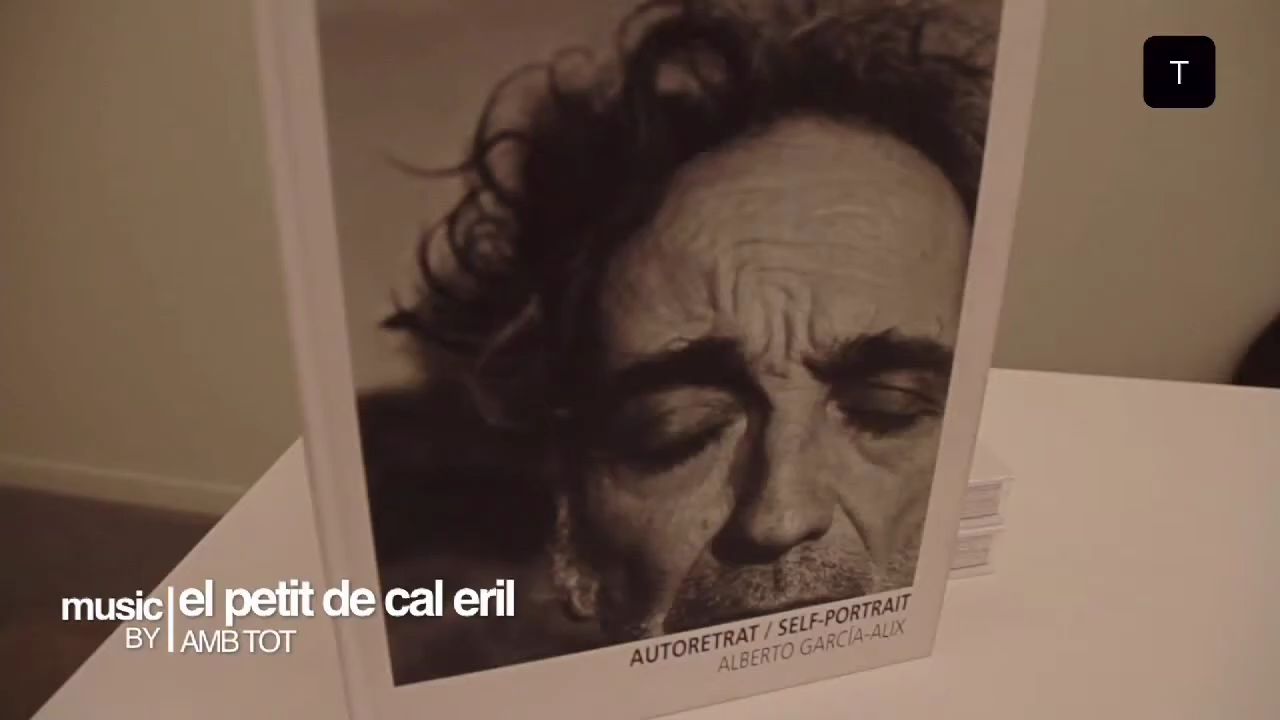 T
AUTORETRAT / SELF-PORTRAIT
ALBERTO GARCÍA-ALIX
music | el petit de cal eril
BY | AMB TOT